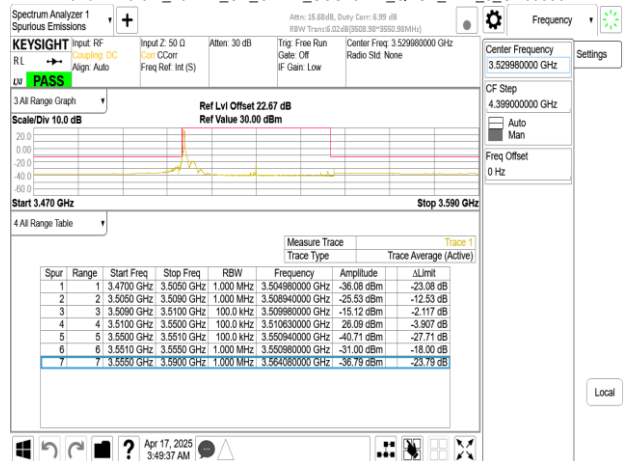 Spectrum Analyzer 1
Spurious Emissions
Attn: 15.68dB, Duty Corr: 6.99 dB
RBW Trans:6.02dB(3508.98~3550.98MHz)
Frequency
KEYSIGHT
Input: RF
Input Z: 50 Ω
Atten: 30 dB
Trig: Free Run
Center Freq: 3.529980000 GHz
RL
Coupling: DC
Corr CCorr
Gate: Off
Radio Std: None
Align: Auto
Freq Ref: Int (S)
IF Gain: Low
LXI
PASS
Center Frequency
3.529980000 GHz
Settings
CF Step
4.399000000 GHz
Auto
Man
Freq Offset
0 Hz
3 All Range Graph
Ref Lvl Offset 22.67 dB
Scale/Div 10.0 dB
Ref Value 30.00 dBm
20.0
0.00
-20.0
-40.0
-60.0
Start 3.470 GHz
Stop 3.590 GHz
4 All Range Table
Measure Trace Trace 1
Trace Type Trace Average (Active)
Spur Range Start Freq Stop Freq RBW Frequency Amplitude ΔLimit
1 1 3.4700 GHz 3.5050 GHz 1.000 MHz 3.504980000 GHz -36.08 dBm -23.08 dB
2 2 3.5050 GHz 3.5090 GHz 1.000 MHz 3.508940000 GHz -25.53 dBm -12.53 dB
3 3 3.5090 GHz 3.5100 GHz 100.0 kHz 3.509980000 GHz -15.12 dBm -2.117 dB
4 4 3.5100 GHz 3.5500 GHz 100.0 kHz 3.510630000 GHz 26.09 dBm -3.907 dB
5 5 3.5500 GHz 3.5510 GHz 100.0 kHz 3.550940000 GHz -40.71 dBm -27.71 dB
6 6 3.5510 GHz 3.5550 GHz 1.000 MHz 3.550980000 GHz -31.00 dBm -18.00 dB
7 7 3.5550 GHz 3.5900 GHz 1.000 MHz 3.564080000 GHz -36.79 dBm -23.79 dB
Local
Apr 17, 2025
3:49:37 AM